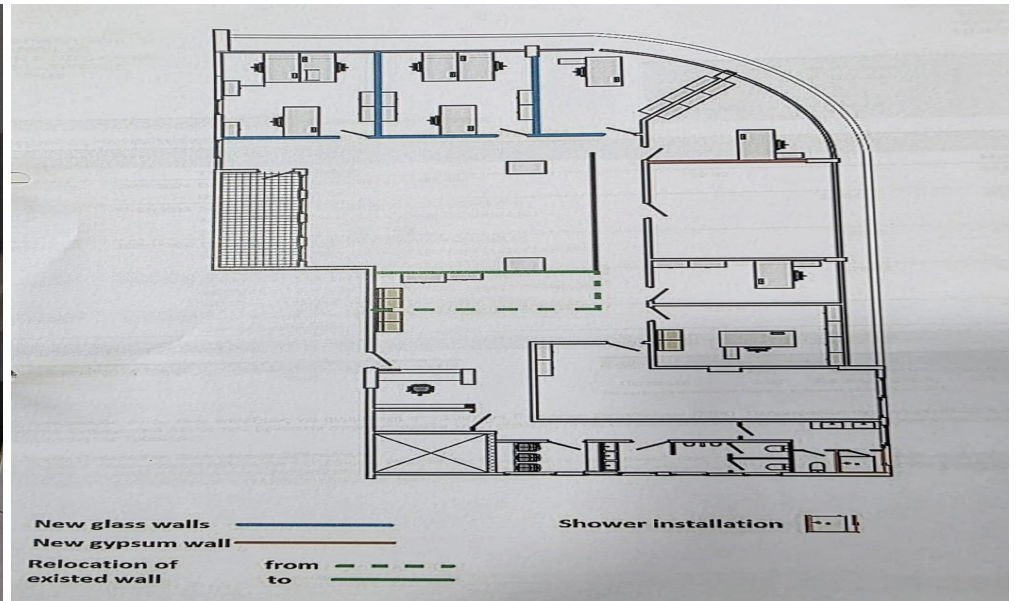 New glass walls
Shower installation
New gypsum wall
Relocation of from
existed wall to